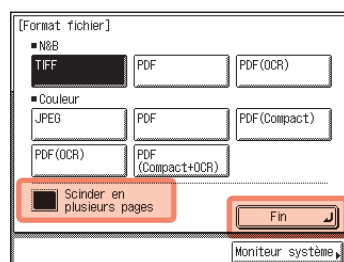 [Format fichier]
■N&B
TIFF PDF PDF(OCR)
■Couleur
JPEG PDF PDF(Compact)
PDF(OCR) PDF
(Compact+OCR)
Scinder en
plusieurs pages
Fin
Moniteur système